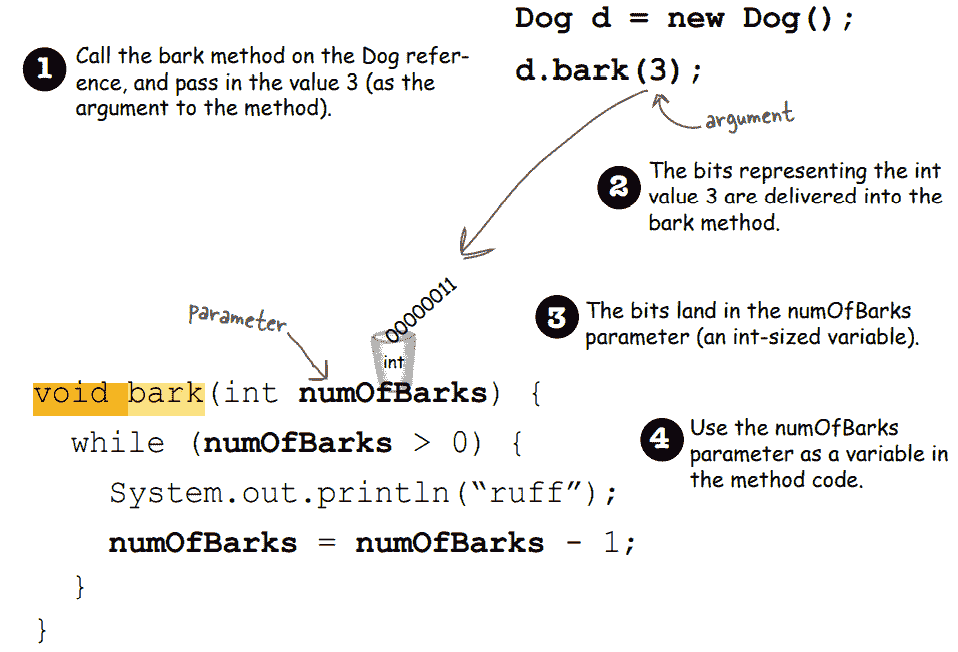 Dog d = new Dog();
d.bark(3);
1
Call the bark method on the Dog refer-
ence, and pass in the value 3 (as the
argument to the method).
argument
2
The bits representing the int
value 3 are delivered into the
bark method.
00000011
int
parameter
3
The bits land in the numOfBarks
parameter (an int-sized variable).
void bark(int numOfBarks) {
while (numOfBarks > 0) {
System.out.println(“ruff”);
numOfBarks = numOfBarks - 1;
}
}
4
Use the numOfBarks
parameter as a variable in
the method code.